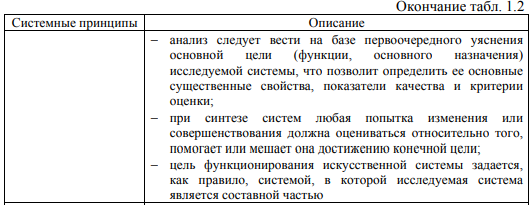 Окончание табл. 1.2
Системные принципы Описание
– анализ следует вести на базе первоочередного уяснения
основной цели (функции, основного назначения)
исследуемой системы, что позволит определить ее основные
существенные свойства, показатели качества и критерии
оценки;
– при синтезе систем любая попытка изменения или
совершенствования должна оцениваться относительно того,
помогает или мешает она достижению конечной цели;
– цель функционирования искусственной системы задается,
как правило, системой, в которой исследуемая система
является составной частью